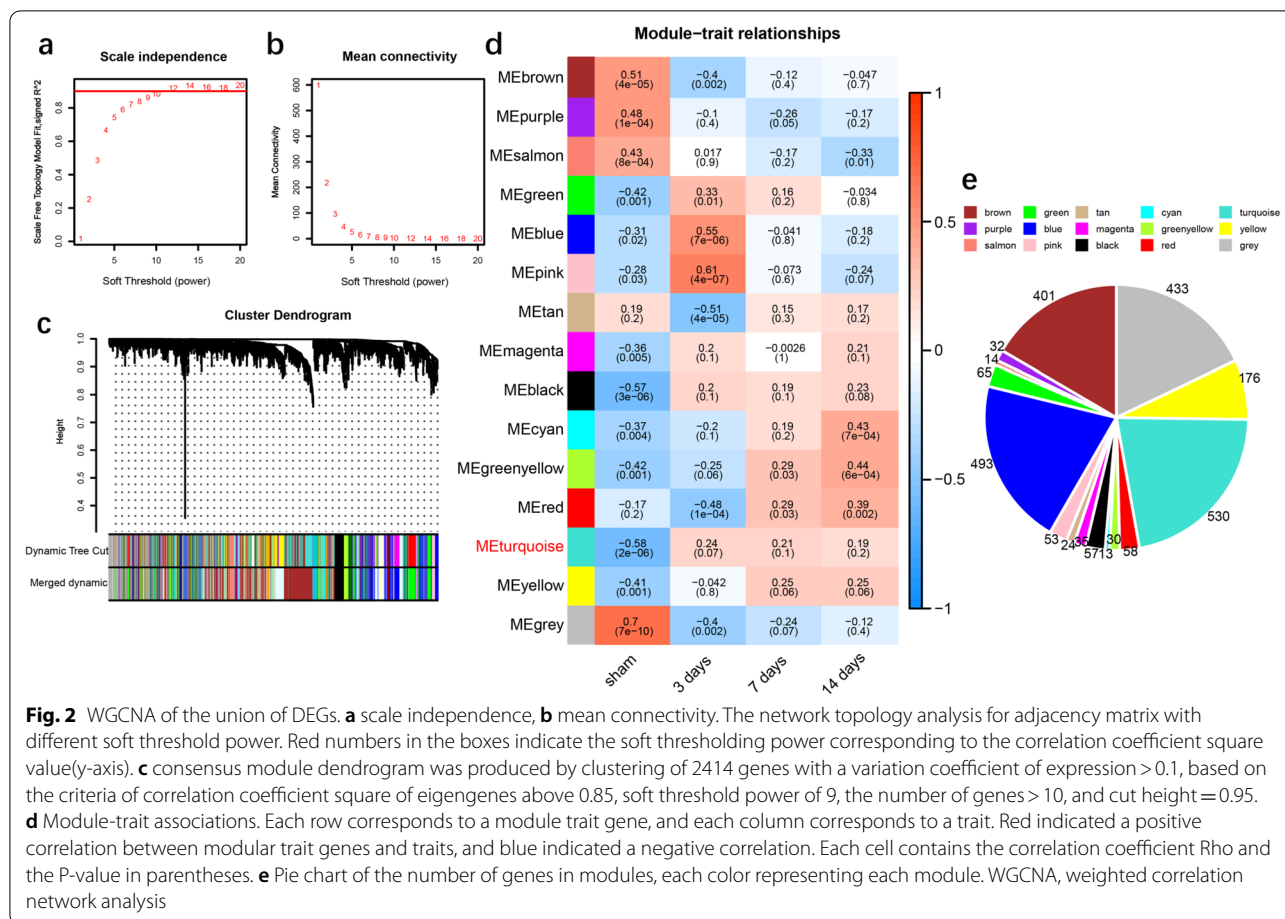 a
Scale independence
Scale Free Topology Model Fit,signed R^2
0.0
0.2
0.4
0.6
0.8
1
2
3
4
5
6
7
8
9
10
12
14
16
18
20
5
10
15
20
Soft Threshold (power)
b
Mean connectivity
Mean Connectivity
600
500
400
300
200
100
0
1
2
3
4
5
6
7
8
9
10
12
14
16
18
20
5
10
15
20
Soft Threshold (power)
c
Cluster Dendrogram
Height
1.0
0.9
0.8
0.7
0.6
0.5
0.4
Dynamic Tree Cut
Merged dynamic
d
Module−trait relationships
MEbrown
0.51 −0.4 −0.12 −0.047
(4e−05) (0.002) (0.4) (0.7)
MEpurple
0.48 −0.1 −0.26 −0.17
(1e−04) (0.4) (0.05) (0.2)
MEsalmon
0.43 0.017 −0.17 −0.33
(8e−04) (0.9) (0.2) (0.01)
MEgreen
−0.42 0.33 0.16 −0.034
(0.001) (0.01) (0.2) (0.8)
MEblue
−0.31 0.55 −0.041 −0.18
(0.02) (7e−06) (0.8) (0.2)
MEpink
−0.28 0.61 −0.073 −0.24
(0.03) (4e−07) (0.6) (0.07)
MEtan
0.19 −0.51 0.15 0.17
(0.2) (4e−05) (0.3) (0.2)
MEmagenta
−0.36 0.2 −0.0026 0.21
(0.005) (0.1) (1) (0.1)
MEblack
−0.57 0.2 0.19 0.23
(3e−06) (0.1) (0.1) (0.08)
MEcyan
−0.37 −0.2 0.19 0.43
(0.004) (0.1) (0.2) (7e−04)
MEgreenyellow
−0.42 −0.25 0.29 0.44
(0.001) (0.06) (0.03) (6e−04)
MEred
−0.17 −0.48 0.29 0.39
(0.2) (1e−04) (0.03) (0.002)
MEturquoise
−0.58 0.24 0.21 0.19
(2e−06) (0.07) (0.1) (0.2)
MEyellow
−0.41 −0.042 0.25 0.25
(0.001) (0.8) (0.06) (0.06)
MEgrey
0.7 −0.4 −0.24 −0.12
(7e−10) (0.002) (0.07) (0.4)
sham
3 days
7 days
14 days
1
0.5
0
−0.5
−1
e
brown green tan cyan turquoise
purple blue magenta greenyellow yellow
salmon pink black red grey
433
176
530
58
30
13
57
35
24
53
493
65
14
32
401
Fig. 2 WGCNA of the union of DEGs. a scale independence, b mean connectivity. The network topology analysis for adjacency matrix with
different soft threshold power. Red numbers in the boxes indicate the soft thresholding power corresponding to the correlation coefficient square
value(y-axis). c consensus module dendrogram was produced by clustering of 2414 genes with a variation coefficient of expression > 0.1, based on
the criteria of correlation coefficient square of eigengenes above 0.85, soft threshold power of 9, the number of genes > 10, and cut height = 0.95.
d Module-trait associations. Each row corresponds to a module trait gene, and each column corresponds to a trait. Red indicated a positive
correlation between modular trait genes and traits, and blue indicated a negative correlation. Each cell contains the correlation coefficient Rho and
the P-value in parentheses. e Pie chart of the number of genes in modules, each color representing each module. WGCNA, weighted correlation
network analysis